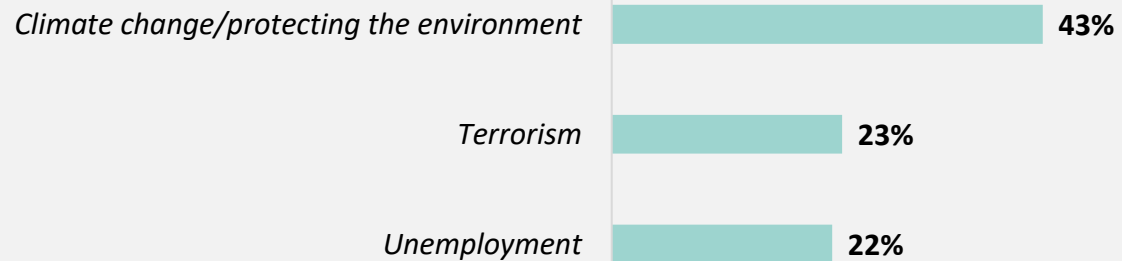 Climate change/protecting the environment 43%
Terrorism 23%
Unemployment 22%